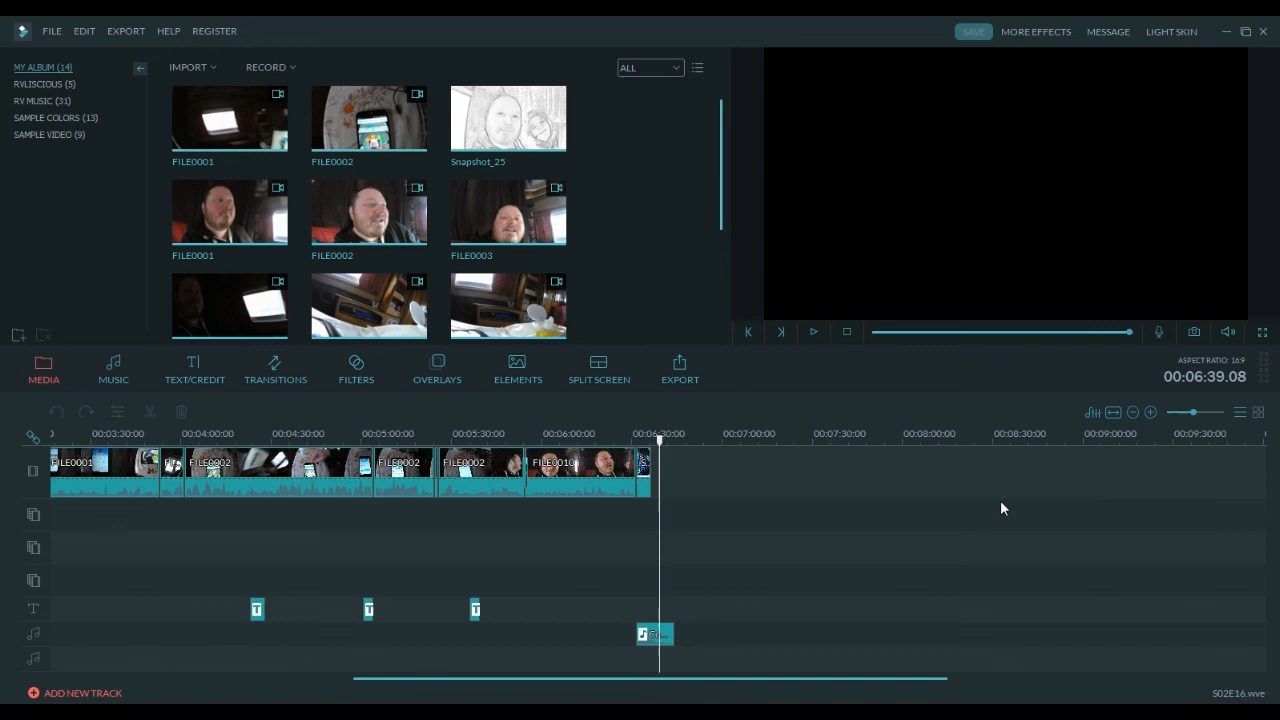 FILE EDIT EXPORT HELP REGISTER SAVE MORE EFFECTS MESSAGE LIGHT SKIN
MY ALBUM (14)
RVLISCIOUS (5)
RV MUSIC (31)
SAMPLE COLORS (13)
SAMPLE VIDEO (9)
IMPORT RECORD ALL
FILE0001 FILE0002 Snapshot_25
FILE0001 FILE0002 FILE0003
MEDIA MUSIC TEXT/CREDIT TRANSITIONS FILTERS OVERLAYS ELEMENTS SPLIT SCREEN EXPORT
ASPECT RATIO: 16:9
00:06:39.08
00:03:30:00 00:04:00:00 00:04:30:00 00:05:00:00 00:05:30:00 00:06:00:00 00:06:30:00 00:07:00:00 00:07:30:00 00:08:00:00 00:08:30:00 00:09:00:00 00:09:30:00
FILE0001 FILE0002 FILE0002 FILE0002 FILE0010
T T T T
ADD NEW TRACK
S02E16.wve